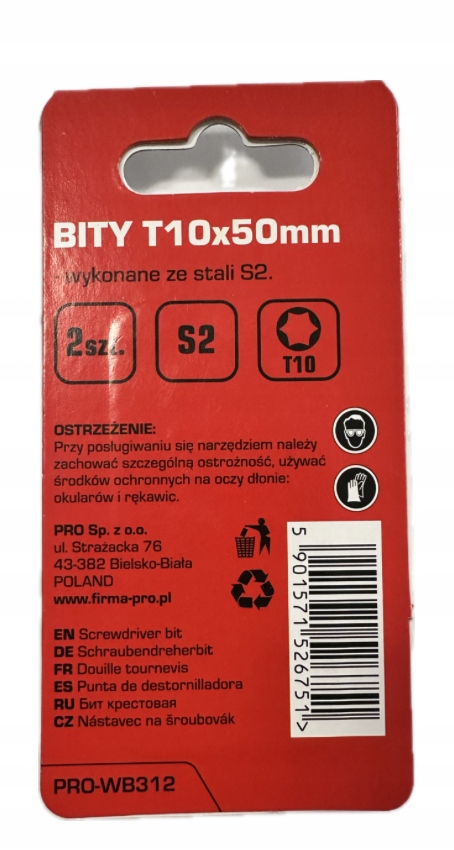 BITY T10x50mm
- wykonane ze stali S2.
2szt.
S2
T10
OSTRZEŻENIE:
Przy posługiwaniu się narzędziem należy
zachować szczególną ostrożność, używać
środków ochronnych na oczy dłonie:
okularów i rękawic.
PRO Sp. z o.o.
ul. Strażacka 76
43-382 Bielsko-Biała
POLAND
www.firma-pro.pl
EN Screwdriver bit
DE Schraubendreherbit
FR Douille tournevis
ES Punta de destornilladora
RU Бит крестовая
CZ Nástavec na šroubovák
5 901571 526751>
PRO-WB312